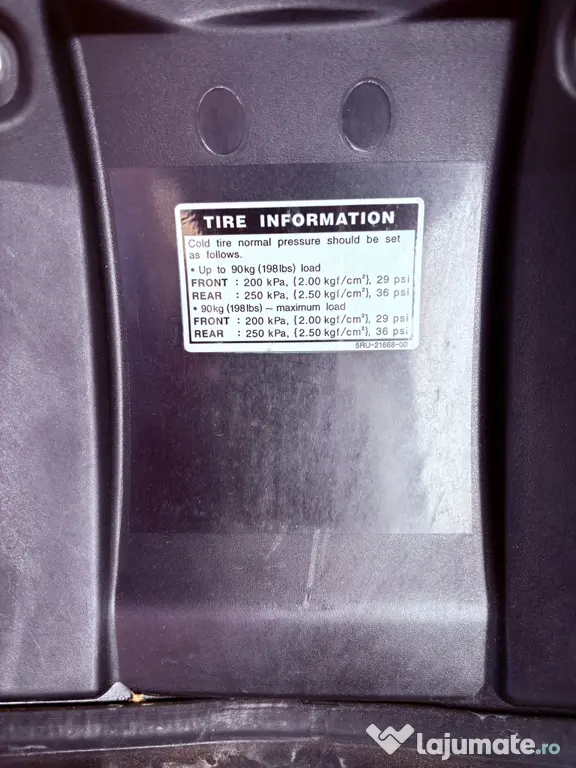 TIRE INFORMATION
Cold tire normal pressure should be set
as follows.
• Up to 90kg (198lbs) load
FRONT : 200 kPa, {2.00 kgf/cm²}, 29 psi
REAR : 250 kPa, {2.50 kgf/cm²}, 36 psi
• 90kg (198lbs) ~ maximum load
FRONT : 200 kPa, {2.00 kgf/cm²}, 29 psi
REAR : 250 kPa, {2.50 kgf/cm²}, 36 psi
5RU-21668-00
lajumate.ro